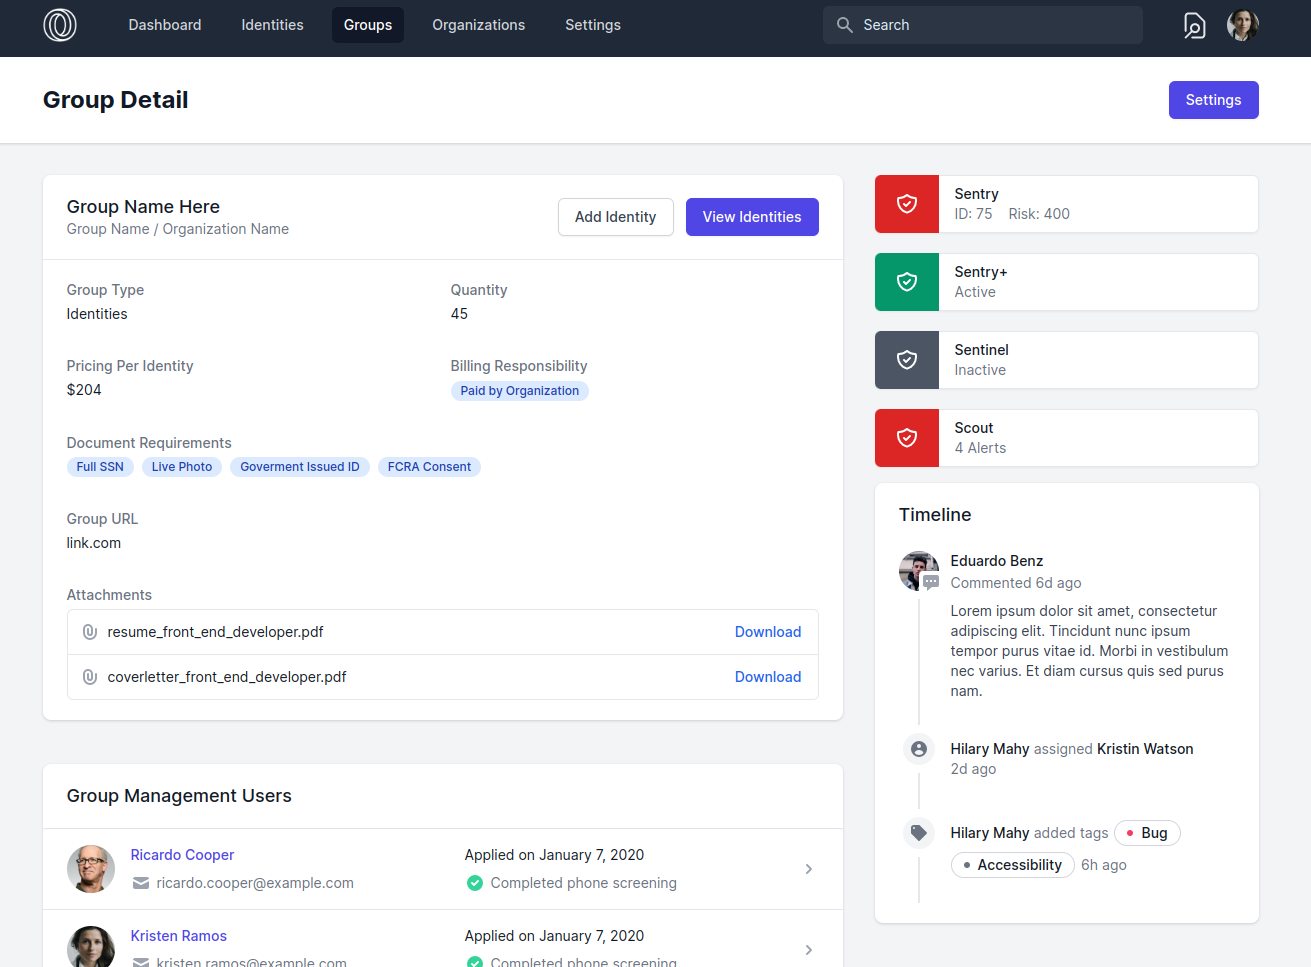 Dashboard Identities Groups Organizations Settings Search
Group Detail
Settings
Group Name Here
Group Name / Organization Name
Add Identity View Identities
Group Type
Identities
Quantity
45
Pricing Per Identity
$204
Billing Responsibility
Paid by Organization
Document Requirements
Full SSN Live Photo Goverment Issued ID FCRA Consent
Group URL
link.com
Attachments
resume_front_end_developer.pdf Download
coverletter_front_end_developer.pdf Download
Group Management Users
Ricardo Cooper
ricardo.cooper@example.com
Applied on January 7, 2020
Completed phone screening
Kristen Ramos
kristen.ramos@example.com
Applied on January 7, 2020
Completed phone screening
Sentry
ID: 75 Risk: 400
Sentry+
Active
Sentinel
Inactive
Scout
4 Alerts
Timeline
Eduardo Benz
Commented 6d ago
Lorem ipsum dolor sit amet, consectetur
adipiscing elit. Tincidunt nunc ipsum
tempor purus vitae id. Morbi in vestibulum
nec varius. Et diam cursus quis sed purus
nam.
Hilary Mahy assigned Kristin Watson
2d ago
Hilary Mahy added tags Bug
Accessibility 6h ago